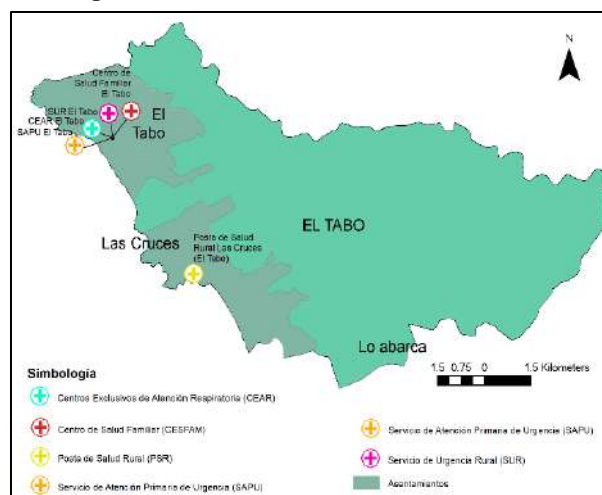 N
Centro de
Salud Familiar
El Tabo
SUR El Tabo
CEAR El Tabo
SAPU El Tabo
El
Tabo
EL TABO
Las Cruces
Posta de Salud
Rural Las Cruces
(El Tabo)
Lo abarca
1.5 0.75 0 1.5 Kilometers
Simbología
Centros Exclusivos de Atención Respiratoria (CEAR)
Centro de Salud Familiar (CESFAM)
Posta de Salud Rural (PSR)
Servicio de Atención Primaria de Urgencia (SAPU)
Servicio de Atención Primaria de Urgencia (SAPU)
Servicio de Urgencia Rural (SUR)
Asentamientos